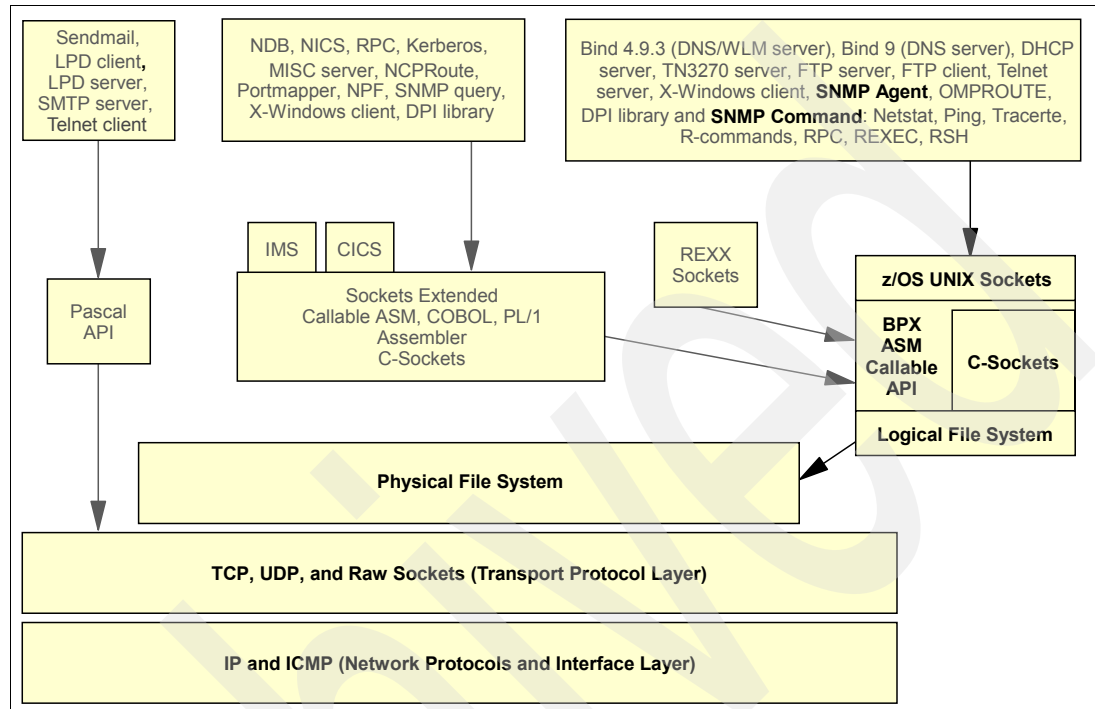 Sendmail,
LPD client,
LPD server,
SMTP server,
Telnet client
NDB, NICS, RPC, Kerberos,
MISC server, NCPRoute,
Portmapper, NPF, SNMP query,
X-Windows client, DPI library
Bind 4.9.3 (DNS/WLM server), Bind 9 (DNS server), DHCP
server, TN3270 server, FTP server, FTP client, Telnet
server, X-Windows client, SNMP Agent, OMPROUTE,
DPI library and SNMP Command: Netstat, Ping, Tracerte,
R-commands, RPC, REXEC, RSH
IMS
CICS
REXX
Sockets
Pascal
API
Sockets Extended
Callable ASM, COBOL, PL/1
Assembler
C-Sockets
z/OS UNIX Sockets
BPX
ASM
Callable
API
C-Sockets
Logical File System
Physical File System
TCP, UDP, and Raw Sockets (Transport Protocol Layer)
IP and ICMP (Network Protocols and Interface Layer)